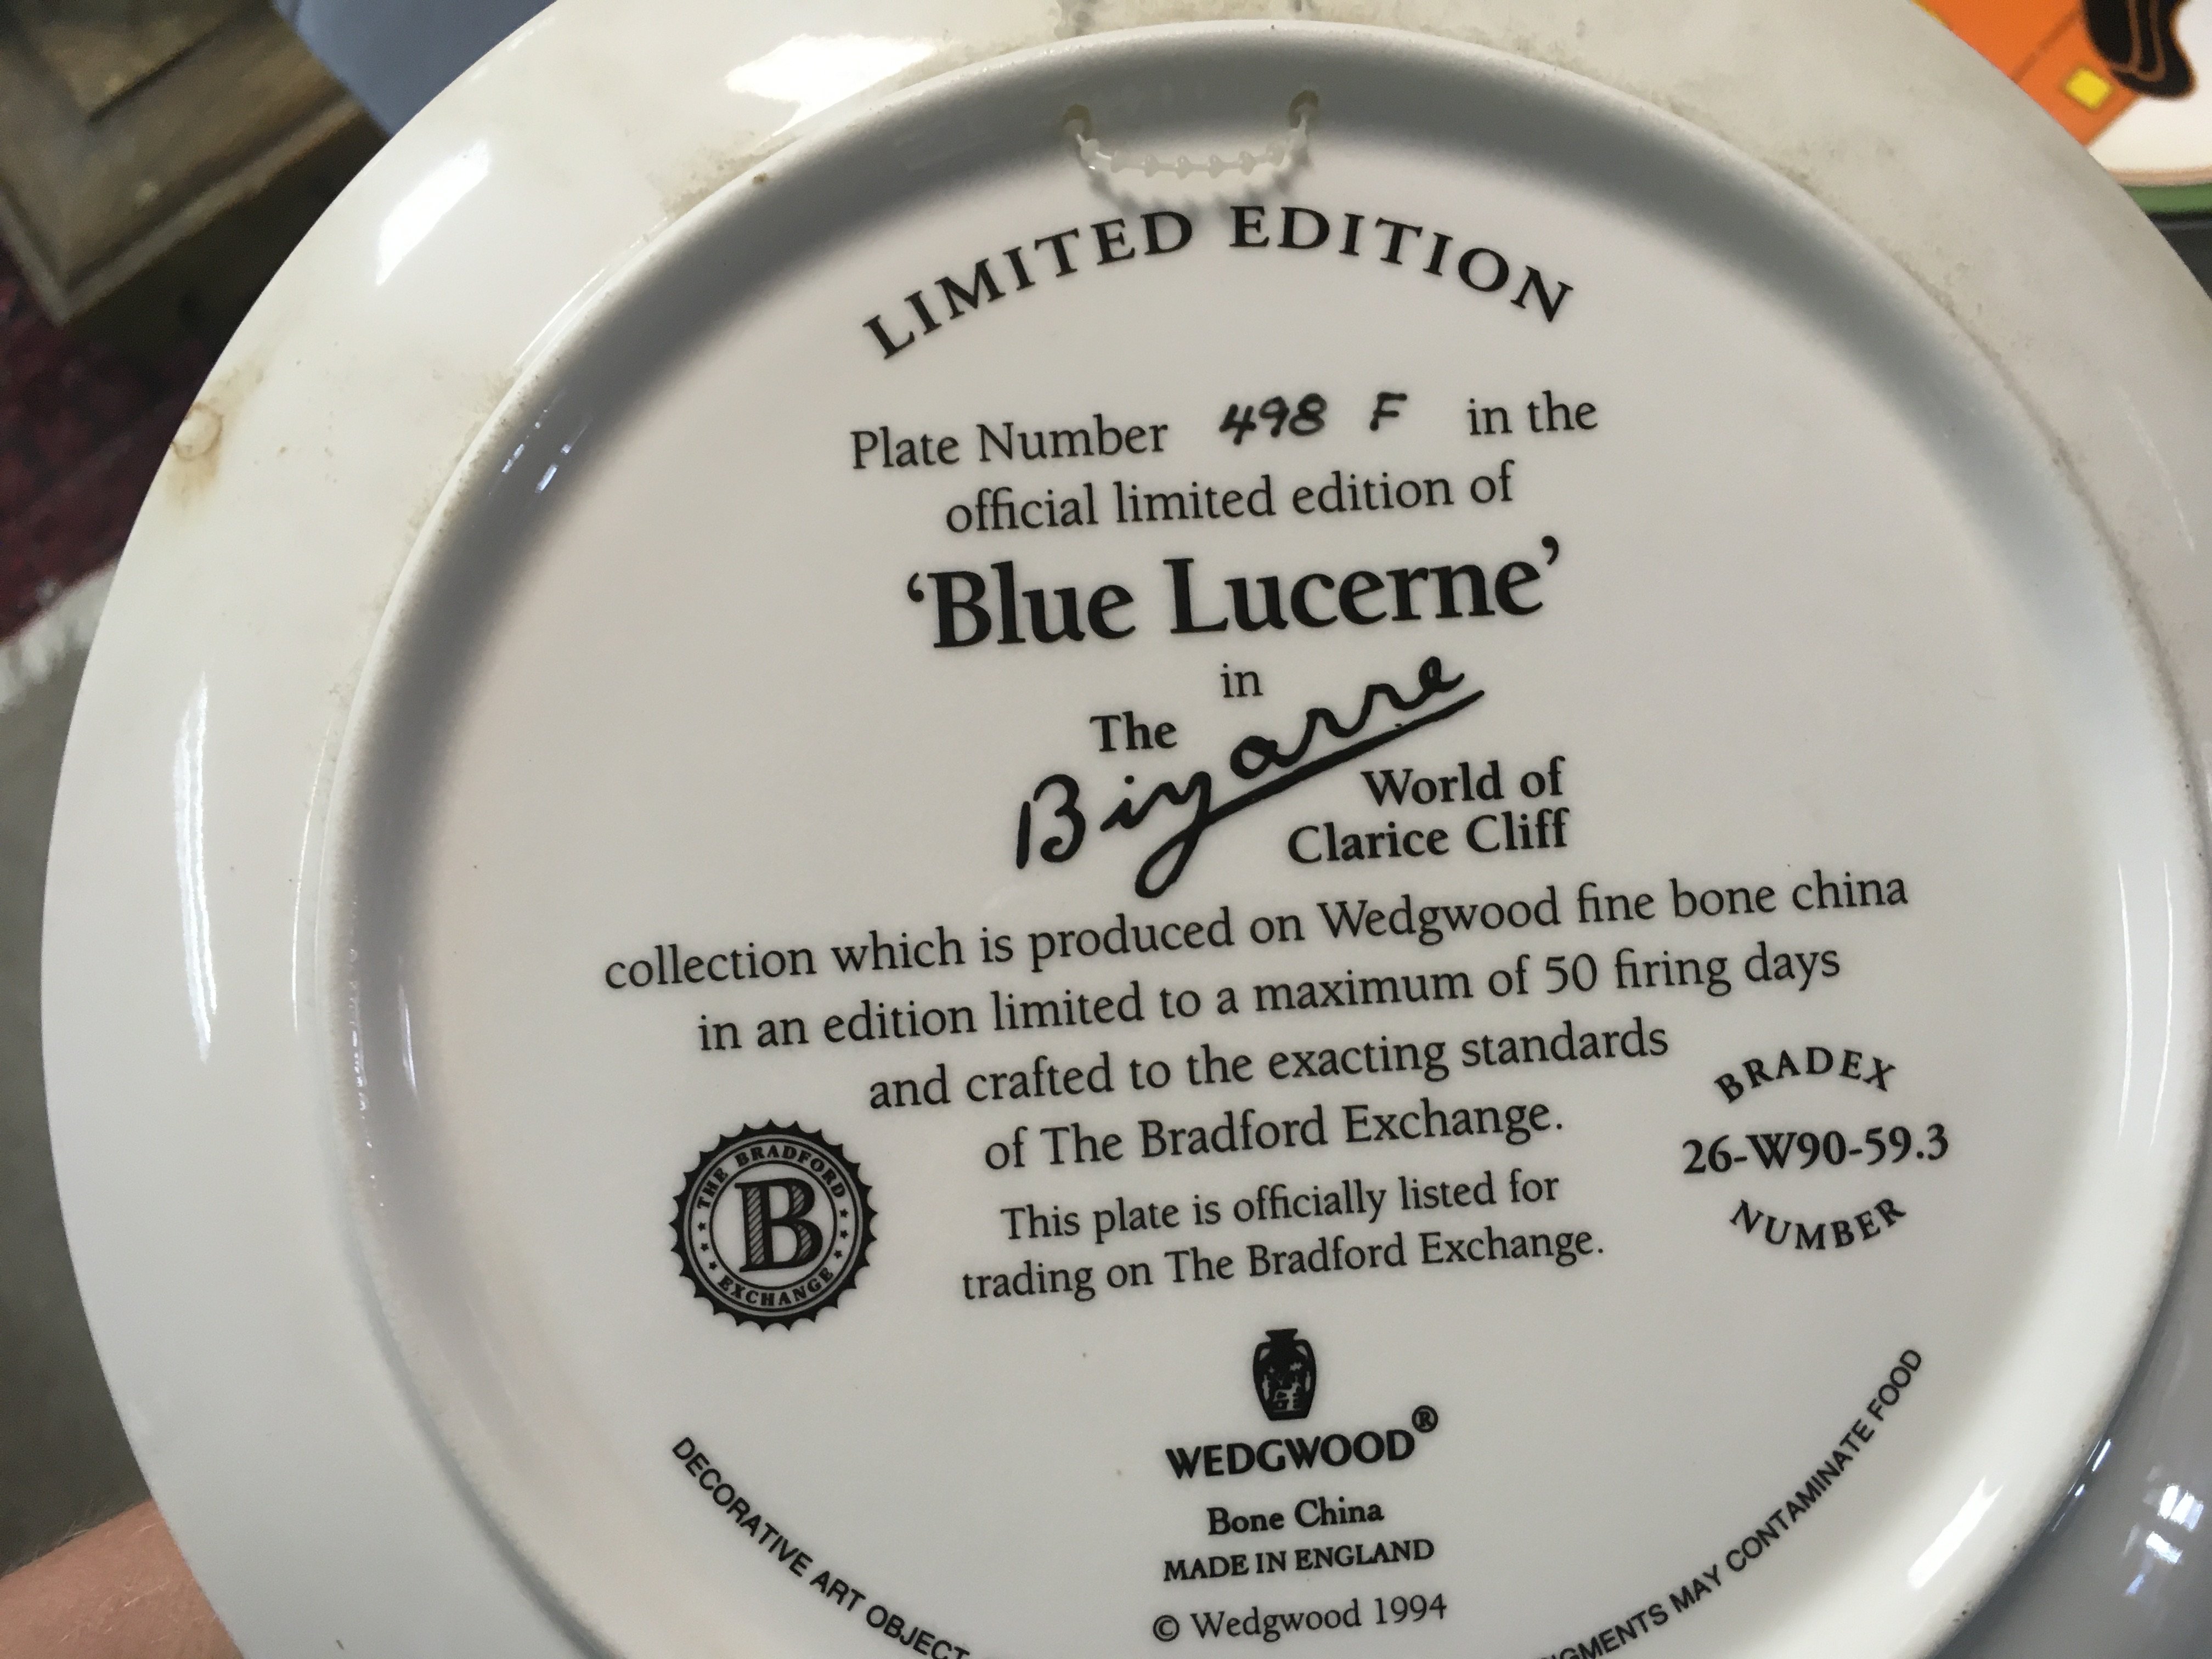 LIMITED EDITION
Plate Number 498 F in the
official limited edition of
‘Blue Lucerne’
in
The
Bizarre
World of
Clarice Cliff
collection which is produced on Wedgwood fine bone china
in an edition limited to a maximum of 50 firing days
and crafted to the exacting standards
of The Bradford Exchange.
This plate is officially listed for
trading on The Bradford Exchange.
THE BRADFORD
B
EXCHANGE
BRADEX
26-W90-59.3
NUMBER
WEDGWOOD®
Bone China
MADE IN ENGLAND
© Wedgwood 1994
DECORATIVE ART OBJECT
GMENTS MAY CONTAMINATE FOOD